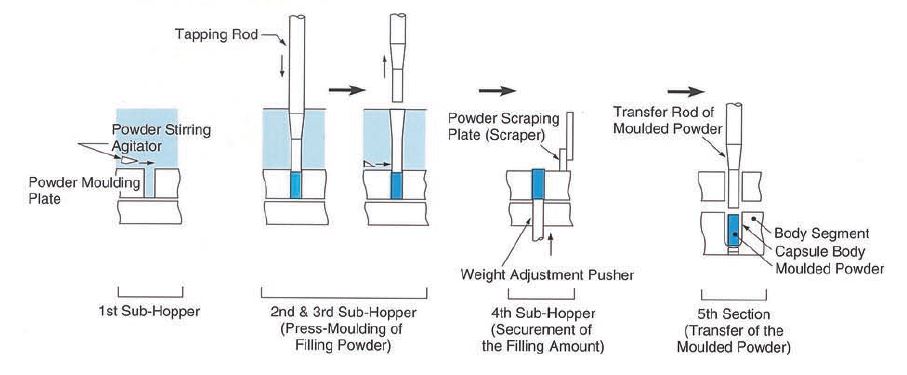 Tapping Rod
Powder Stirring
Agitator
Powder Moulding
Plate
Powder Scraping
Plate (Scraper)
Transfer Rod of
Moulded Powder
Weight Adjustment Pusher
Body Segment
Capsule Body
Moulded Powder
1st Sub-Hopper
2nd & 3rd Sub-Hopper
(Press-Moulding of
Filling Powder)
4th Sub-Hopper
(Securement of
the Filling Amount)
5th Section
(Transfer of the
Moulded Powder)